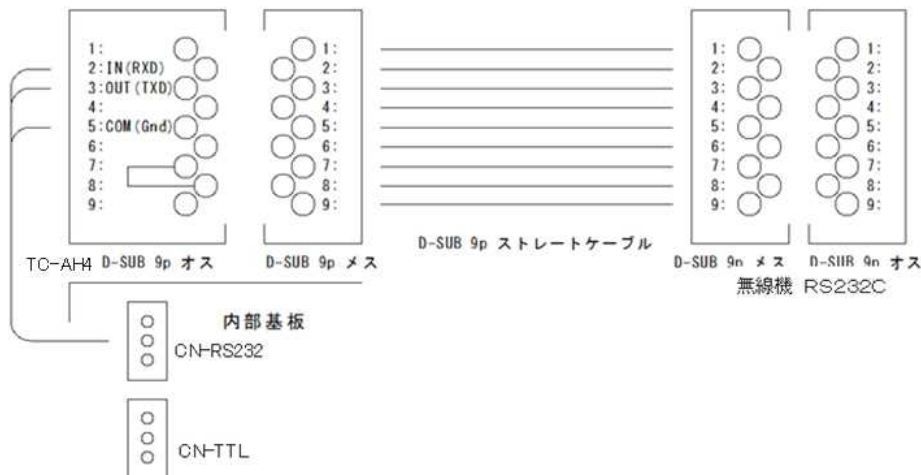 1:
2:IN(RXD)
3:OUT(TXD)
4:
5:COM(Gnd)
6:
7:
8:
9:
1:
2:
3:
4:
5:
6:
7:
8:
9:
1:
2:
3:
4:
5:
6:
7:
8:
9:
1:
2:
3:
4:
5:
6:
7:
8:
9:
TC-AH4 D-SUB 9p オス
D-SUB 9p メス
D-SUB 9p ストレートケーブル
D-SUB 9p メス
D-SUB 9p オス
無線機 RS232C
内部基板
CN-RS232
CN-TTL